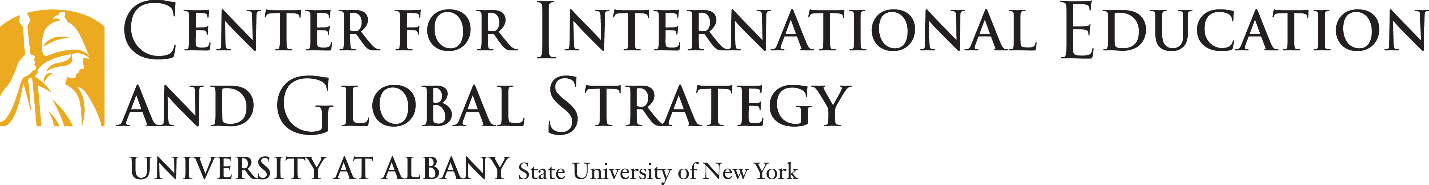 CENTER FOR INTERNATIONAL EDUCATION
AND GLOBAL STRATEGY
UNIVERSITY AT ALBANY State University of New York